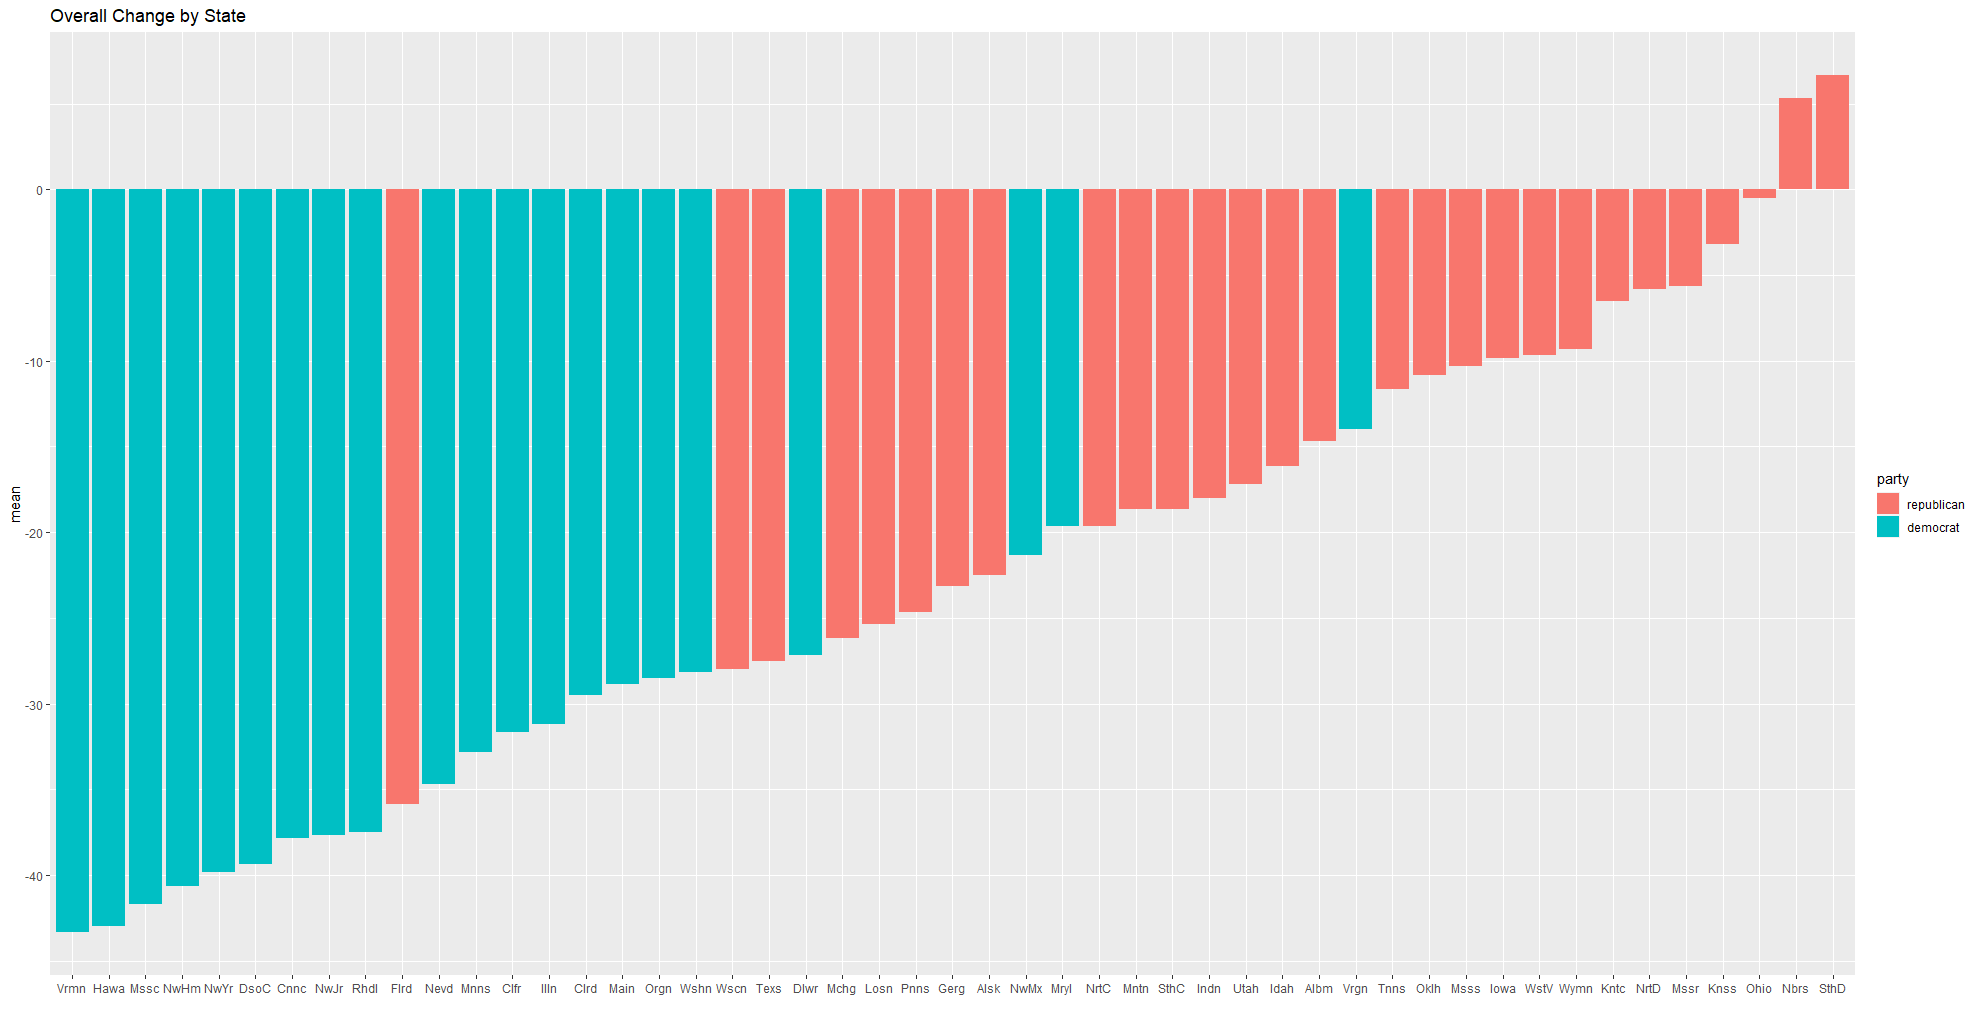 Overall Change by State
mean
0
-10
-20
-30
-40
Vrmn Hawa Mssc NwHm NwYr DsoC Cnnc NwJr RhdI Flrd Nevd Mnns Clfr Illn Clrd Main Orgn Wshn Wscn Texs Dlwr Mchg Losn Pnns Gerg Alsk NwMx Mryl NrtC Mntn SthC Indn Utah Idah Albm Vrgn Tnns Oklh Msss Iowa WstV Wymn Kntc NrtD Mssr Knss Ohio Nbrs SthD
party
republican
democrat